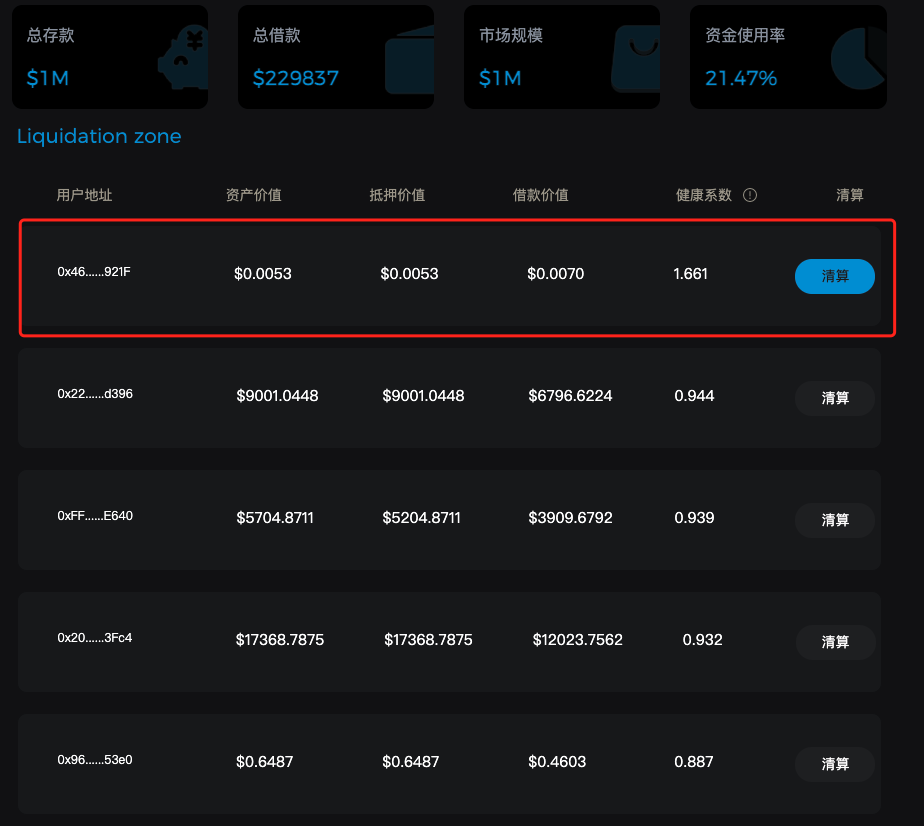 总存款 总借款 市场规模 资金使用率
$1M $229837 $1M 21.47%
Liquidation zone
用户地址 资产价值 抵押价值 借款价值 健康系数 清算
0x46......921F $0.0053 $0.0053 $0.0070 1.661 清算
0x22......d396 $9001.0448 $9001.0448 $6796.6224 0.944 清算
0xFF......E640 $5704.8711 $5204.8711 $3909.6792 0.939 清算
0x20......3Fc4 $17368.7875 $17368.7875 $12023.7562 0.932 清算
0x96......53e0 $0.6487 $0.6487 $0.4603 0.887 清算